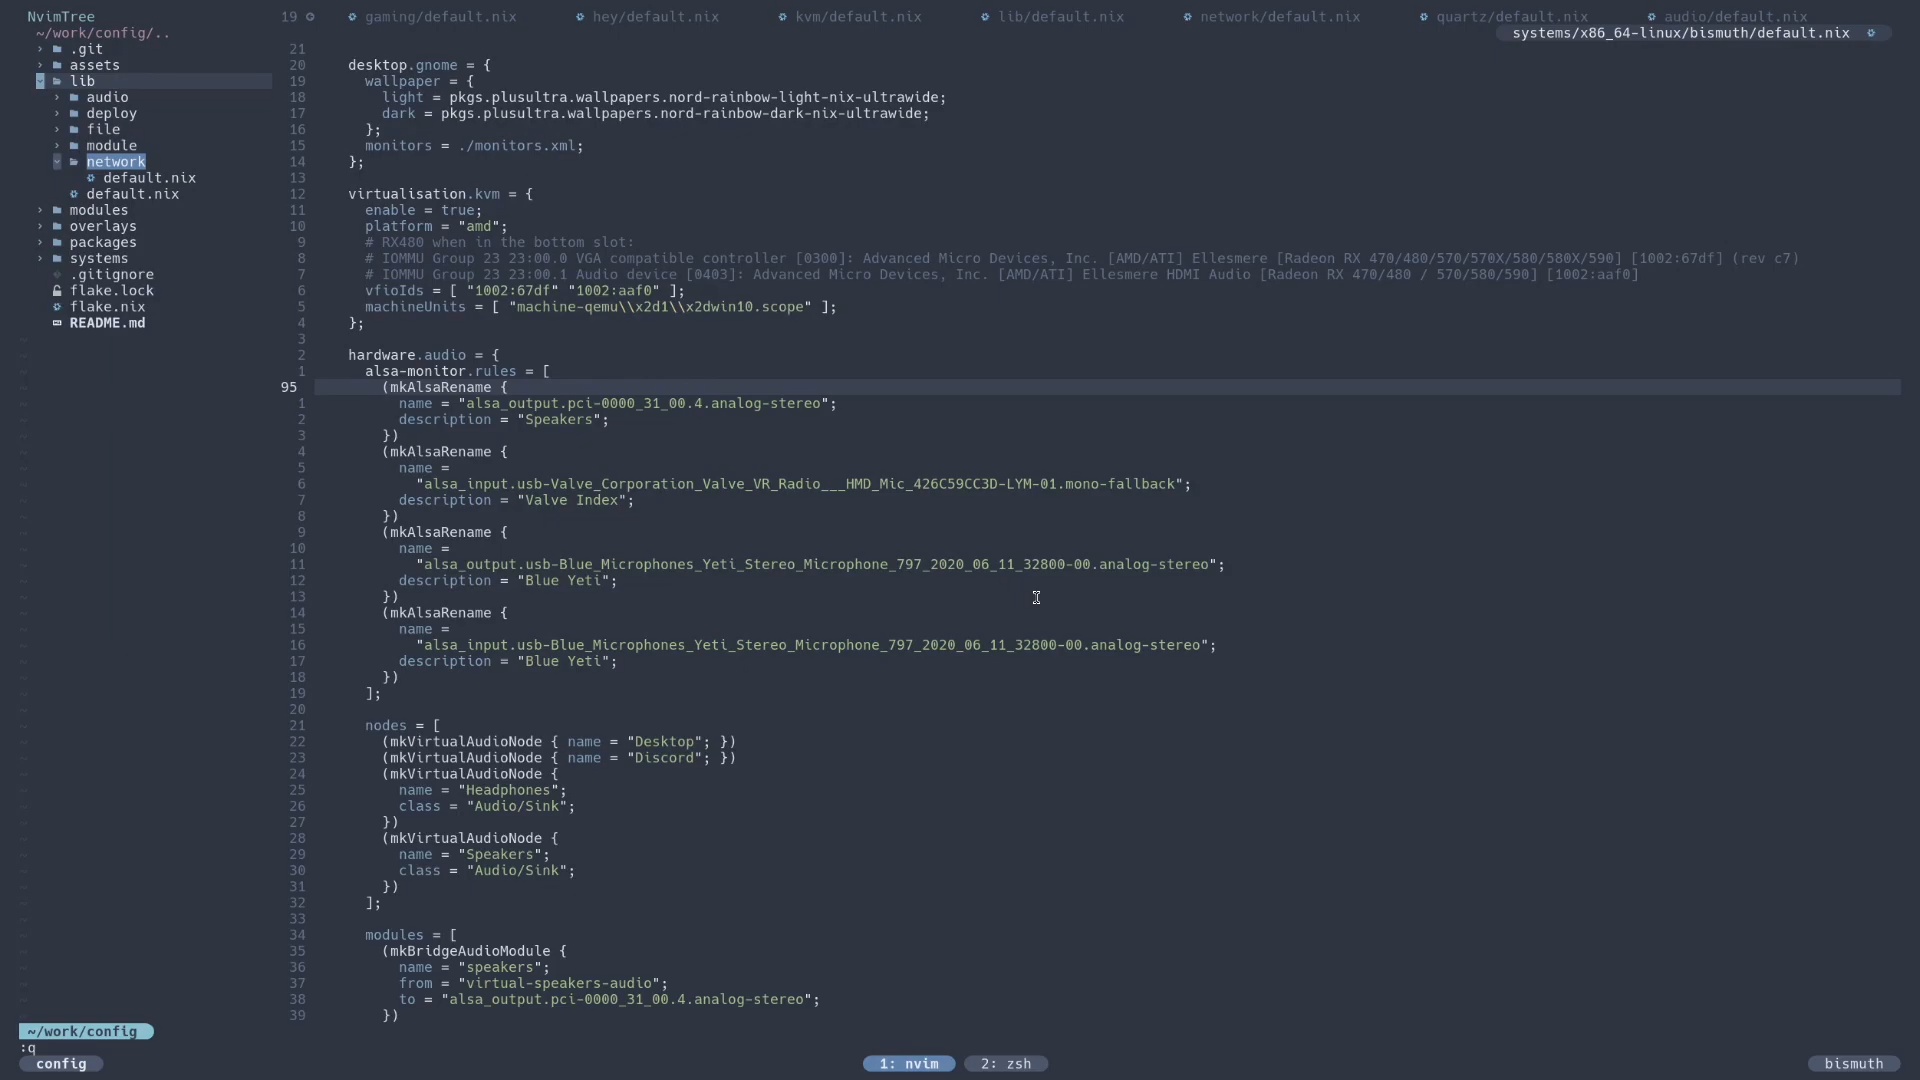 NvimTree
~/work/config/..
.git
assets
lib
audio
deploy
file
module
network
default.nix
default.nix
modules
overlays
packages
systems
.gitignore
flake.lock
flake.nix
README.md
19 gaming/default.nix hey/default.nix kvm/default.nix lib/default.nix network/default.nix quartz/default.nix audio/default.nix
systems/x86_64-linux/bismuth/default.nix
21
20 desktop.gnome = {
19 wallpaper = {
18 light = pkgs.plusultra.wallpapers.nord-rainbow-light-nix-ultrawide;
17 dark = pkgs.plusultra.wallpapers.nord-rainbow-dark-nix-ultrawide;
16 };
15 monitors = ./monitors.xml;
14 };
13
12 virtualisation.kvm = {
11 enable = true;
10 platform = "amd";
9 # RX480 when in the bottom slot:
8 # IOMMU Group 23 23:00.0 VGA compatible controller [0300]: Advanced Micro Devices, Inc. [AMD/ATI] Ellesmere [Radeon RX 470/480/570/570X/580/580X/590] [1002:67df] (rev c7)
7 # IOMMU Group 23 23:00.1 Audio device [0403]: Advanced Micro Devices, Inc. [AMD/ATI] Ellesmere HDMI Audio [Radeon RX 470/480 / 570/580/590] [1002:aaf0]
6 vfioIds = [ "1002:67df" "1002:aaf0" ];
5 machineUnits = [ "machine-qemu\\x2d1\\x2dwin10.scope" ];
4 };
3
2 hardware.audio = {
1 alsa-monitor.rules = [
95 (mkAlsaRename {
1 name = "alsa_output.pci-0000_31_00.4.analog-stereo";
2 description = "Speakers";
3 })
4 (mkAlsaRename {
5 name =
6 "alsa_input.usb-Valve_Corporation_Valve_VR_Radio___HMD_Mic_426C59CC3D-LYM-01.mono-fallback";
7 description = "Valve Index";
8 })
9 (mkAlsaRename {
10 name =
11 "alsa_output.usb-Blue_Microphones_Yeti_Stereo_Microphone_797_2020_06_11_32800-00.analog-stereo";
12 description = "Blue Yeti";
13 })
14 (mkAlsaRename {
15 name =
16 "alsa_input.usb-Blue_Microphones_Yeti_Stereo_Microphone_797_2020_06_11_32800-00.analog-stereo";
17 description = "Blue Yeti";
18 })
19 ];
20
21 nodes = [
22 (mkVirtualAudioNode { name = "Desktop"; })
23 (mkVirtualAudioNode { name = "Discord"; })
24 (mkVirtualAudioNode {
25 name = "Headphones";
26 class = "Audio/Sink";
27 })
28 (mkVirtualAudioNode {
29 name = "Speakers";
30 class = "Audio/Sink";
31 })
32 ];
33
34 modules = [
35 (mkBridgeAudioModule {
36 name = "speakers";
37 from = "virtual-speakers-audio";
38 to = "alsa_output.pci-0000_31_00.4.analog-stereo";
39 })
~/work/config
:q
config 1: nvim 2: zsh bismuth